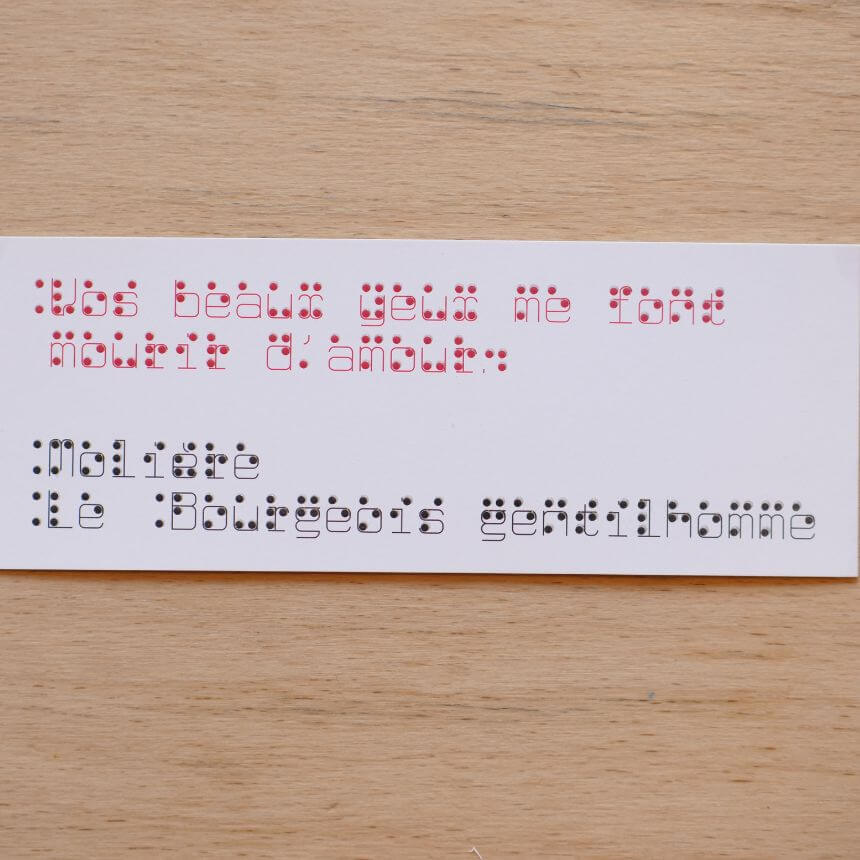 Vos beaux yeux me font
mourir d'amour.
Molière
Le Bourgeois gentilhomme